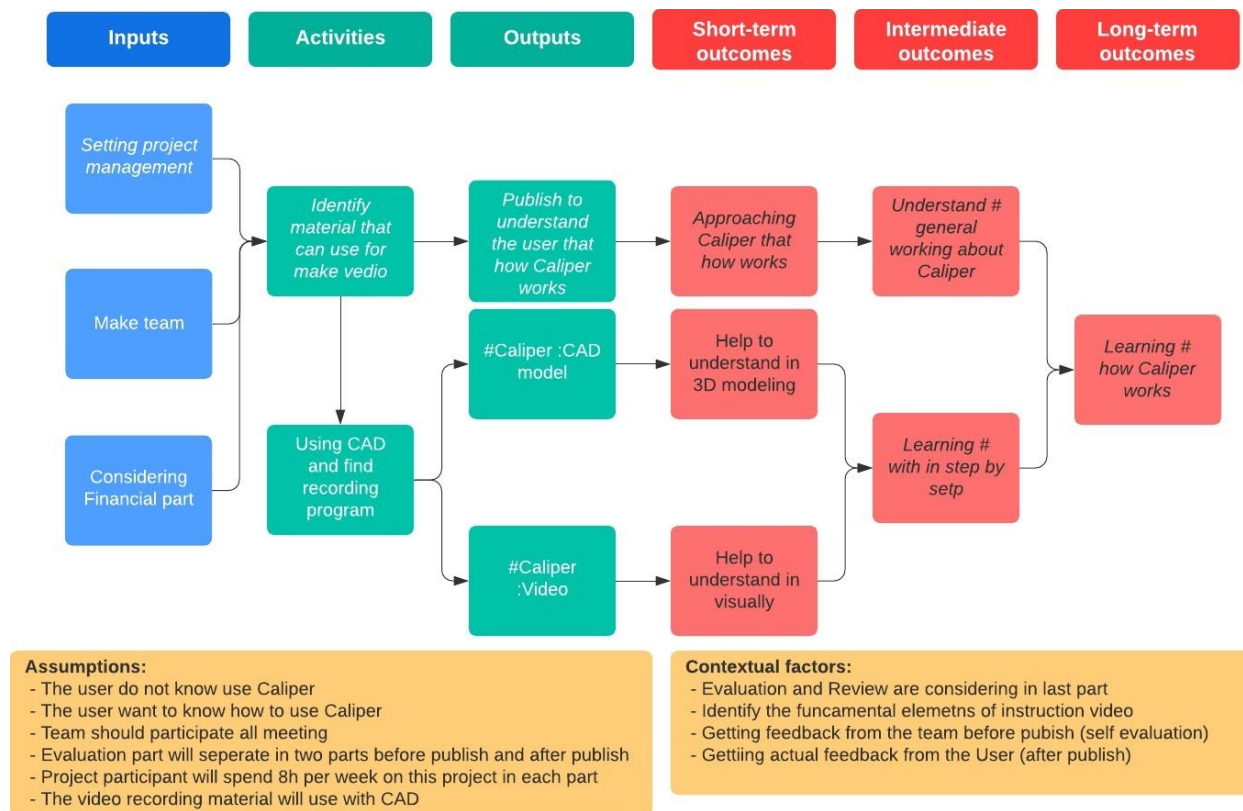 Inputs
Activities
Outputs
Short-term
outcomes
Intermediate
outcomes
Long-term
outcomes
Setting project
management
Make team
Considering
Financial part
Identify
material that
can use for
make vedio
Using CAD
and find
recording
program
Publish to
understand
the user that
how Caliper
works
#Caliper :CAD
model
#Caliper
:Video
Approaching
Caliper that
how works
Help to
understand in
3D modeling
Help to
understand in
visually
Understand #
general
working about
Caliper
Learning #
with in step by
setp
Learning #
how Caliper
works
Assumptions:
- The user do not know use Caliper
- The user want to know how to use Caliper
- Team should participate all meeting
- Evaluation part will seperate in two parts before publish and after publish
- Project participant will spend 8h per week on this project in each part
- The video recording material will use with CAD
Contextual factors:
- Evaluation and Review are considering in last part
- Identify the funcamental elemetns of instruction video
- Getting feedback from the team before pubish (self evaluation)
- Gettiing actual feedback from the User (after publish)